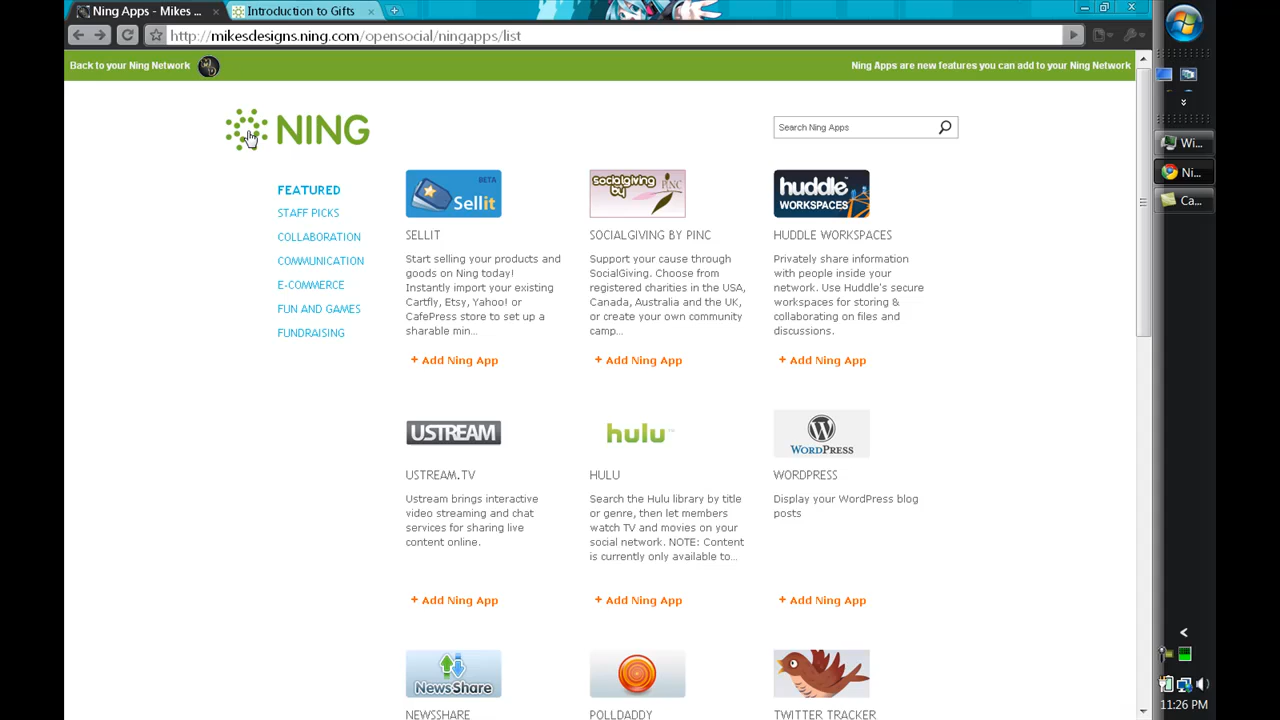 Ning Apps - Mikes ...
Introduction to Gifts
http://mikesdesigns.ning.com/opensocial/ningapps/list
Back to your Ning Network
Ning Apps are new features you can add to your Ning Network
NING
Search Ning Apps
FEATURED
STAFF PICKS
COLLABORATION
COMMUNICATION
E-COMMERCE
FUN AND GAMES
FUNDRAISING
BETA
Sellit
SELLIT
Start selling your products and
goods on Ning today!
Instantly import your existing
Cartfly, Etsy, Yahoo! or
CafePress store to set up a
sharable min...
+ Add Ning App
socialgiving
by PINC
SOCIALGIVING BY PINC
Support your cause through
SocialGiving. Choose from
registered charities in the USA,
Canada, Australia and the UK,
or create your own community
camp...
+ Add Ning App
huddle
WORKSPACES
HUDDLE WORKSPACES
Privately share information
with people inside your
network. Use Huddle's secure
workspaces for storing &
collaborating on files and
discussions.
+ Add Ning App
USTREAM
USTREAM.TV
Ustream brings interactive
video streaming and chat
services for sharing live
content online.
+ Add Ning App
hulu™
HULU
Search the Hulu library by title
or genre, then let members
watch TV and movies on your
social network. NOTE: Content
is currently only available to...
+ Add Ning App
WORDPRESS
WORDPRESS
Display your WordPress blog
posts
+ Add Ning App
NewsShare
NEWSSHARE
POLLDADDY
TWITTER TRACKER
Wi...
Ni...
Ca...
11:26 PM